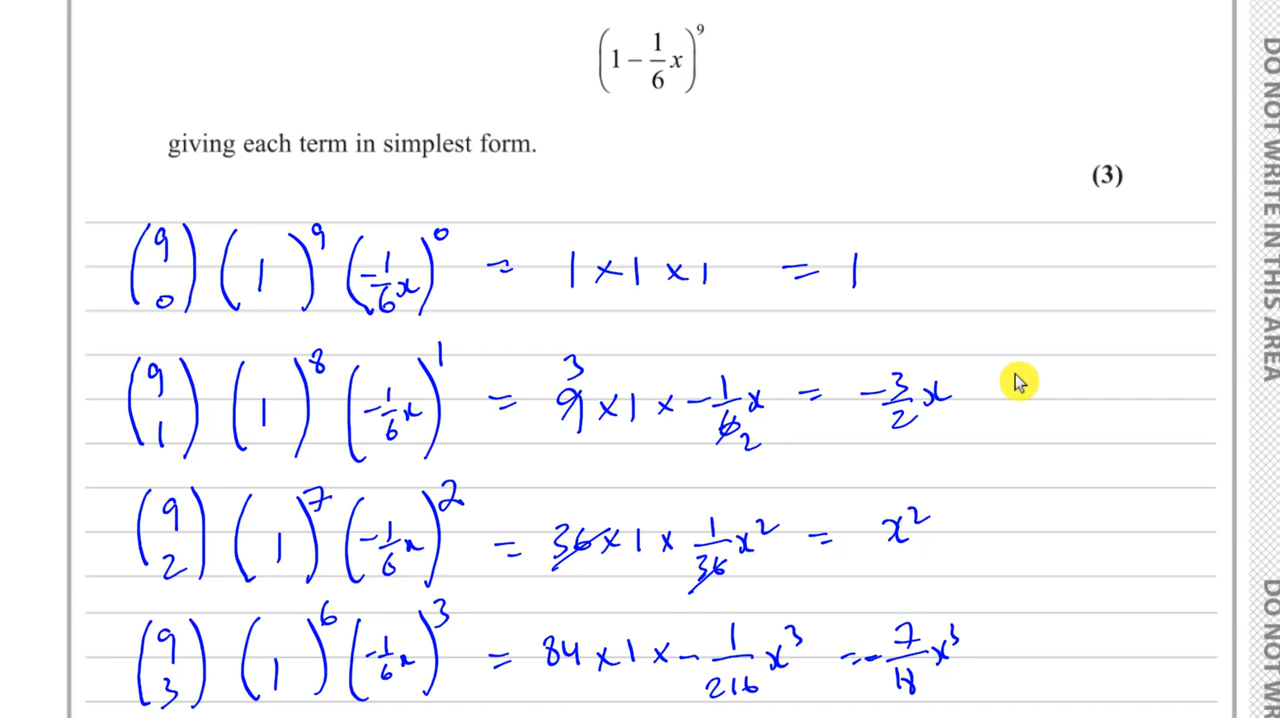 (1 - 1/6 x)^9
giving each term in simplest form.
(3)
(9 0) (1)^9 (-1/6 x)^0 = 1 × 1 × 1 = 1
(9 1) (1)^8 (-1/6 x)^1 = 9 3 × 1 × -1/6 2 x = -3/2 x
(9 2) (1)^7 (-1/6 x)^2 = 36 × 1 × 1/36 x^2 = x^2
(9 3) (1)^6 (-1/6 x)^3 = 84 × 1 × -1/216 x^3 = -7/18 x^3
DO NOT WRITE IN THIS AREA
DO NOT